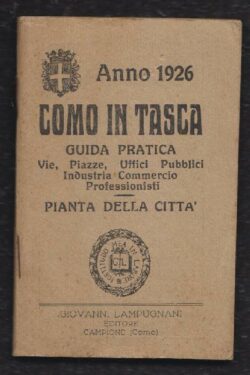 Anno 1926
COMO IN TASCA
GUIDA PRATICA
Vie, Piazze, Uffici Pubblici
Industria Commercio
Professionisti
PIANTA DELLA CITTA'
GIOVANNI LAMPUGNANI
EDITORE
CAMPIONE (Como)